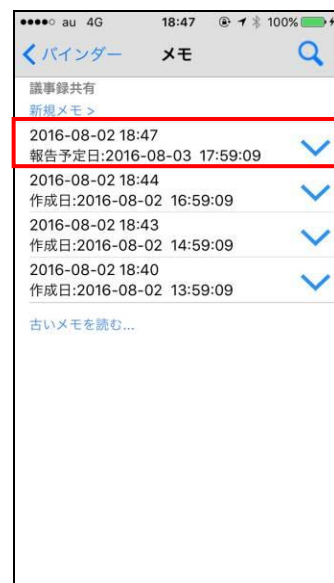 au 4G 18:47 100%
バインダー メモ
議事録共有
新規メモ >
2016-08-02 18:47
報告予定日:2016-08-03 17:59:09
2016-08-02 18:44
作成日:2016-08-02 16:59:09
2016-08-02 18:43
作成日:2016-08-02 14:59:09
2016-08-02 18:40
作成日:2016-08-02 13:59:09
古いメモを読む...